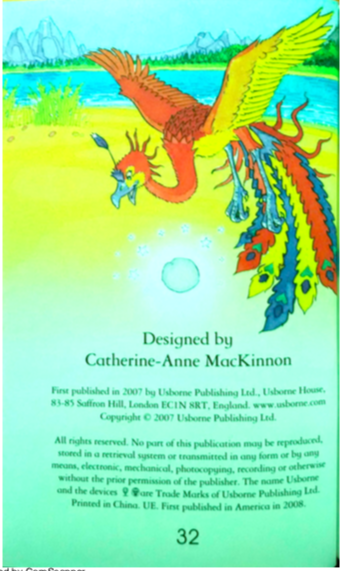 Designed by
Catherine-Anne MacKinnon
First published in 2007 by Usborne Publishing Ltd., Usborne House,
83-85 Saffron Hill, London EC1N 8RT, England. www.usborne.com
Copyright © 2007 Usborne Publishing Ltd.
All rights reserved. No part of this publication may be reproduced,
stored in a retrieval system or transmitted in any form or by any
means, electronic, mechanical, photocopying, recording or otherwise
without the prior permission of the publisher. The name Usborne
and the devices are Trade Marks of Usborne Publishing Ltd.
Printed in China. UE. First published in America in 2008.
32